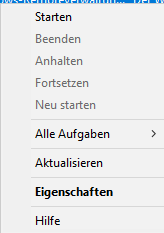 Starten
Beenden
Anhalten
Fortsetzen
Neu starten
Alle Aufgaben
Aktualisieren
Eigenschaften
Hilfe